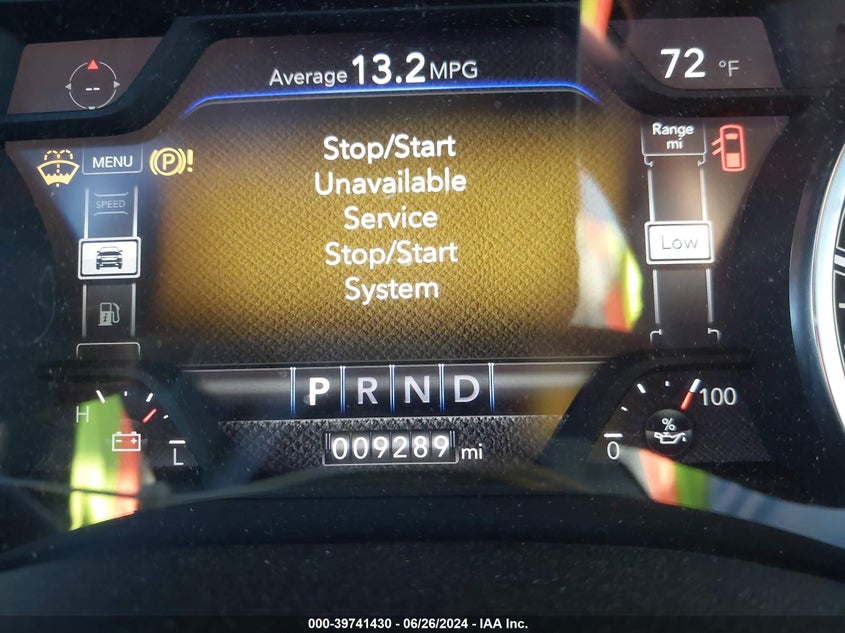 Average 13.2 MPG
72 °F
--
MENU
SPEED
Stop/Start
Unavailable
Service
Stop/Start
System
Range
mi
Low
P R N D
H
L
009289 mi
0
%
100
000-39741430 - 06/26/2024 - IAA Inc.